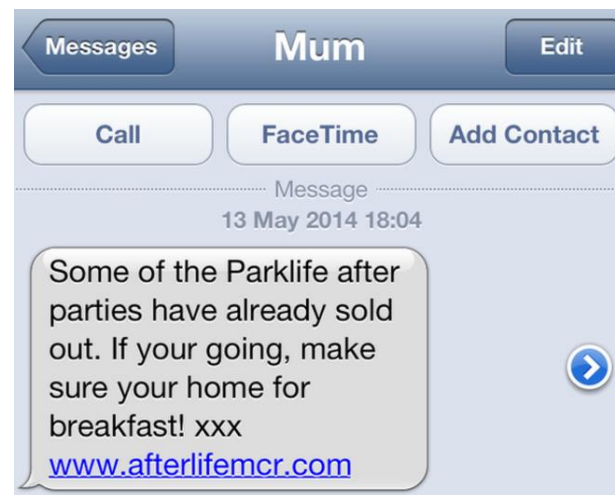 Messages Mum Edit
Call FaceTime Add Contact
Message
13 May 2014 18:04
Some of the Parklife after
parties have already sold
out. If your going, make
sure your home for
breakfast! xxx
www.afterlifemcr.com